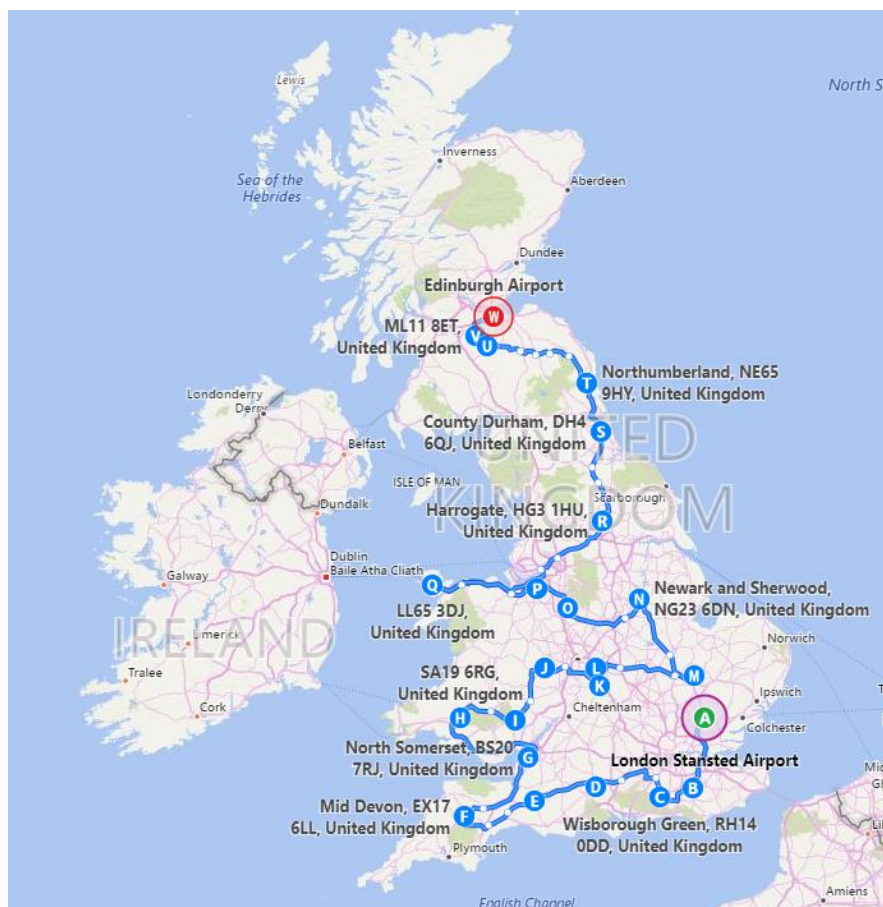 Lewis
North S
Inverness
Sea of the
Hebrides
Aberdeen
Dundee
Edinburgh Airport
W
ML11 8ET,
United Kingdom
V
U
Northumberland, NE65
9HY, United Kingdom
T
Londonderry
Derry
County Durham, DH4
6QJ, United Kingdom
S
UNITED
KINGDOM
Belfast
ISLE OF MAN
Scarborough
Dundalk
Harrogate, HG3 1HU,
United Kingdom
R
Dublin
Baile Atha Cliath
Galway
Q
P
O
N
Newark and Sherwood,
NG23 6DN, United Kingdom
LL65 3DJ,
United Kingdom
IRELAND
Limerick
Norwich
Tralee
SA19 6RG,
United Kingdom
J
L
K
M
Cork
Ipswich
Colchester
H
I
Cheltenham
A
North Somerset, BS20
7RJ, United Kingdom
G
London Stansted Airport
Mid Devon, EX17
6LL, United Kingdom
F
E
D
C
B
Wisborough Green, RH14
0DD, United Kingdom
Plymouth
English Channel
Amiens